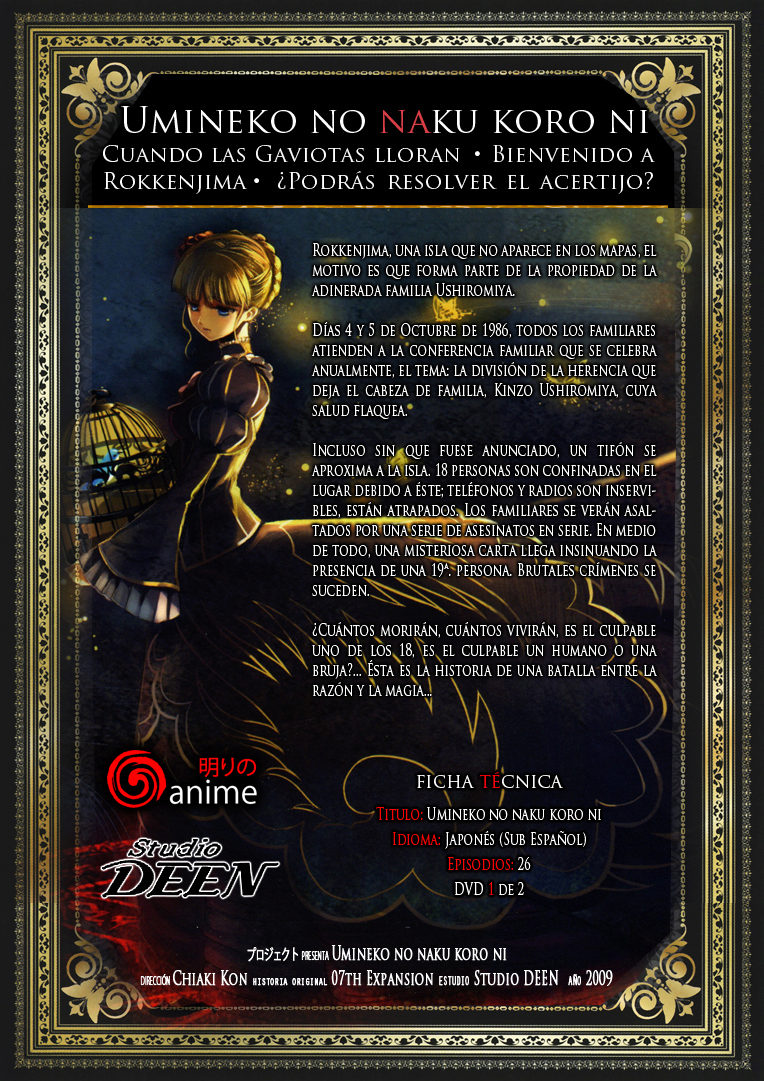 Umineko no naku koro ni
Cuando las Gaviotas lloran • Bienvenido a
Rokkenjima • ¿Podrás resolver el acertijo?
Rokkenjima, una isla que no aparece en los mapas, el
motivo es que forma parte de la propiedad de la
adinerada familia Ushiromiya.
Días 4 y 5 de Octubre de 1986, todos los familiares
atienden a la conferencia familiar que se celebra
anualmente, el tema: la división de la herencia que
deja el cabeza de familia, Kinzo Ushiromiya, cuya
salud flaquea.
Incluso sin que fuese anunciado, un tifón se
aproxima a la isla. 18 personas son confinadas en el
lugar debido a éste; teléfonos y radios son inservi-
bles, están atrapados. Los familiares se verán asal-
tados por una serie de asesinatos en serie. En medio
de todo, una misteriosa carta llega insinuando la
presencia de una 19ª. persona. Brutales crímenes se
suceden.
¿Cuántos morirán, cuántos vivirán, es el culpable
uno de los 18, es el culpable un humano o una
bruja?... Ésta es la historia de una batalla entre la
razón y la magia...
明りの
anime
Studio
DEEN
ficha técnica
Titulo: Umineko no naku koro ni
Idioma: Japonés (Sub Español)
Episodios: 26
DVD 1 de 2
プロジェクト presenta Umineko no naku koro ni
dirección Chiaki Kon historia original 07th Expansion estudio Studio DEEN año 2009